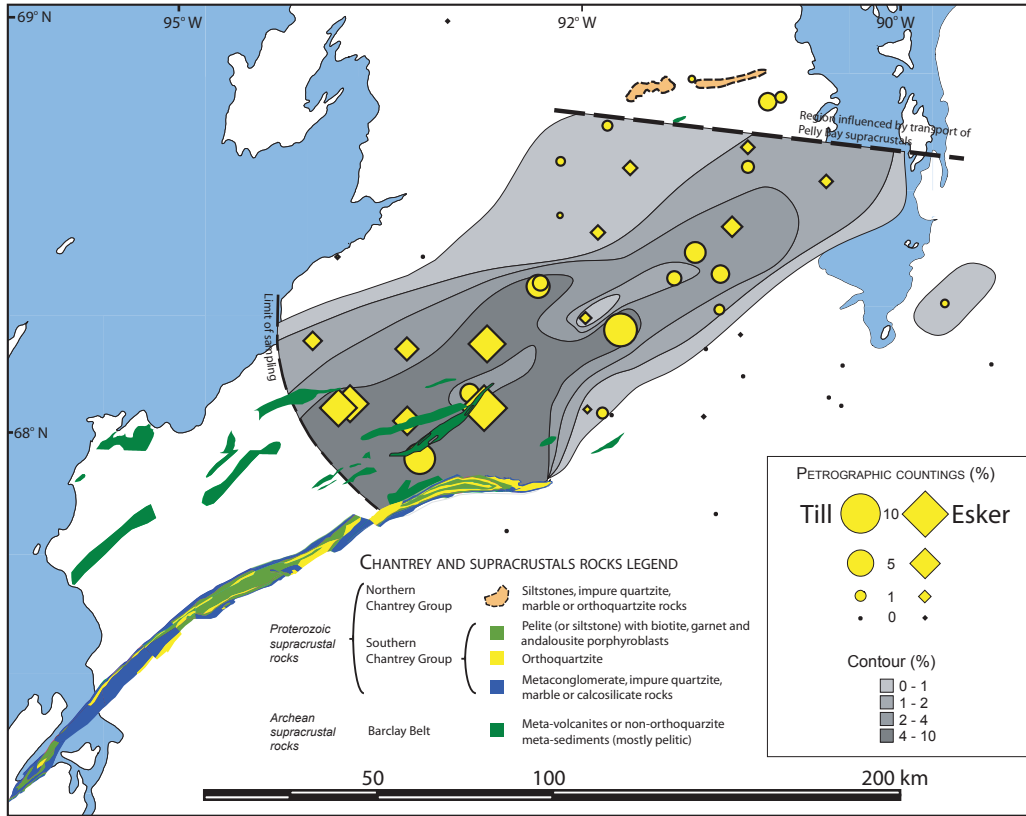 69° N
95° W
92° W
90° W
Region influenced by transport of
Pelly Bay supracrustals
Limit of sampling
68° N
PETROGRAPHIC COUNTINGS (%)
Till 10 Esker
5
1
0
Contour (%)
0 - 1
1 - 2
2 - 4
4 - 10
CHANTREY AND SUPRACRUSTALS ROCKS LEGEND
Northern
Chantrey Group
Siltstones, impure quartzite,
marble or orthoquartzite rocks
Proterozoic
supracrustal
rocks
Southern
Chantrey Group
Pelite (or siltstone) with biotite, garnet and
andalousite porphyroblasts
Orthoquartzite
Metaconglomerate, impure quartzite,
marble or calcosilicate rocks
Archean
supracrustal
rocks
Barclay Belt
Meta-volcanites or non-orthoquarzite
meta-sediments (mostly pelitic)
50 100 200 km